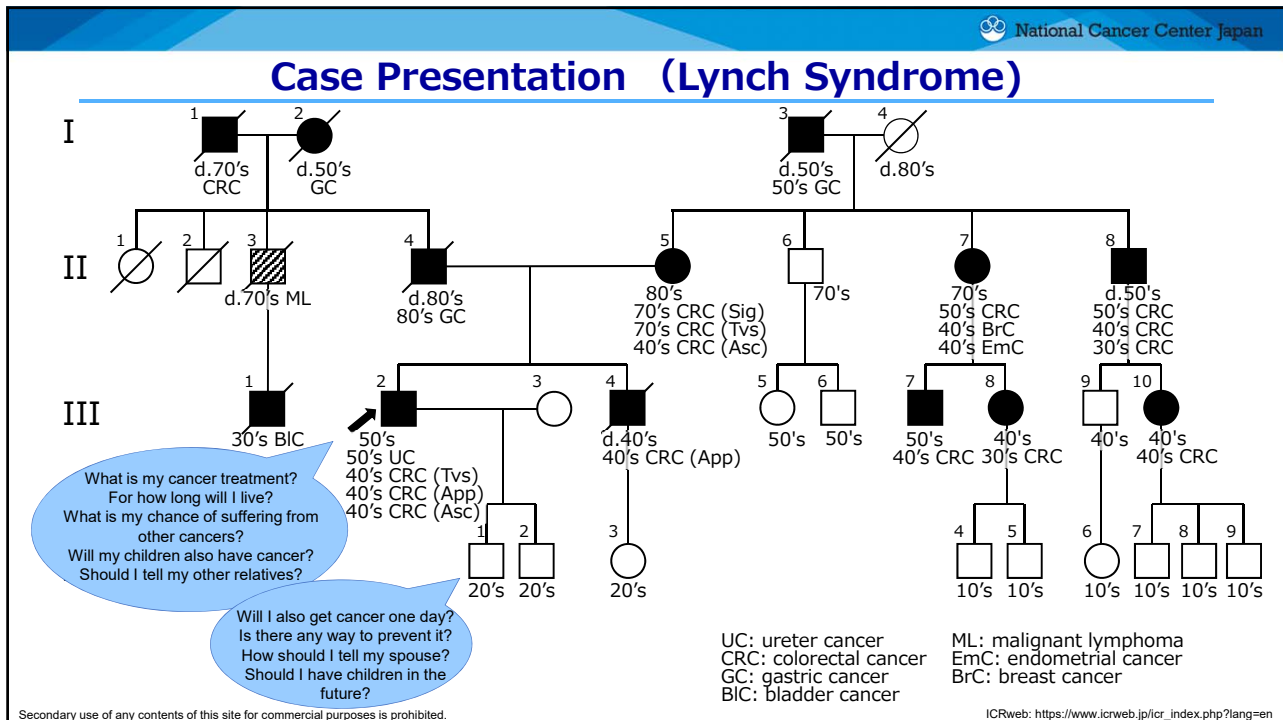 National Cancer Center Japan
Case Presentation （Lynch Syndrome)
I
1 2 3 4
d.70's d.50's d.50's d.80's
CRC GC 50's GC
II
1 2 3 4 5 6 7 8
d.70's ML d.80's 80's 70's 70's d.50's
80's GC 70's CRC (Sig) 50's CRC 50's CRC
70's CRC (Tvs) 40's BrC 40's CRC
40's CRC (Asc) 40's EmC 30's CRC
III
1 2 3 4 5 6 7 8 9 10
30's BlC 50's d.40's 50's 50's 50's 40's 40's 40's
50's UC 40's CRC (App) 40's CRC 30's CRC 40's CRC
40's CRC (Tvs)
40's CRC (App)
40's CRC (Asc)
What is my cancer treatment?
For how long will I live?
What is my chance of suffering from
other cancers?
Will my children also have cancer?
Should I tell my other relatives?
1 2 3 4 5 6 7 8 9
20's 20's 20's 10's 10's 10's 10's 10's 10's
Will I also get cancer one day?
Is there any way to prevent it?
How should I tell my spouse?
Should I have children in the
future?
UC: ureter cancer
CRC: colorectal cancer
GC: gastric cancer
BlC: bladder cancer
ML: malignant lymphoma
EmC: endometrial cancer
BrC: breast cancer
Secondary use of any contents of this site for commercial purposes is prohibited.
ICRweb: https://www.icrweb.jp/icr_index.php?lang=en